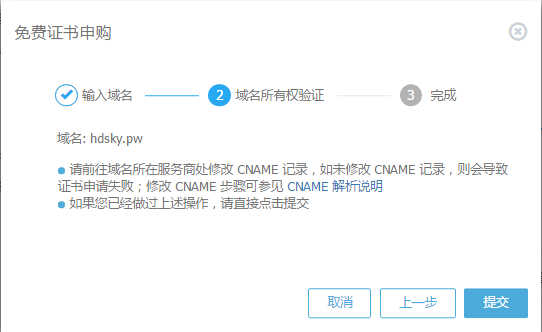 免费证书申购
输入域名 2 域名所有权验证 3 完成
域名: hdsky.pw
请前往域名所在服务商处修改 CNAME 记录，如未修改 CNAME 记录，则会导致
证书申请失败；修改 CNAME 步骤可参见 CNAME 解析说明
如果您已经做过上述操作，请直接点击提交
取消 上一步 提交